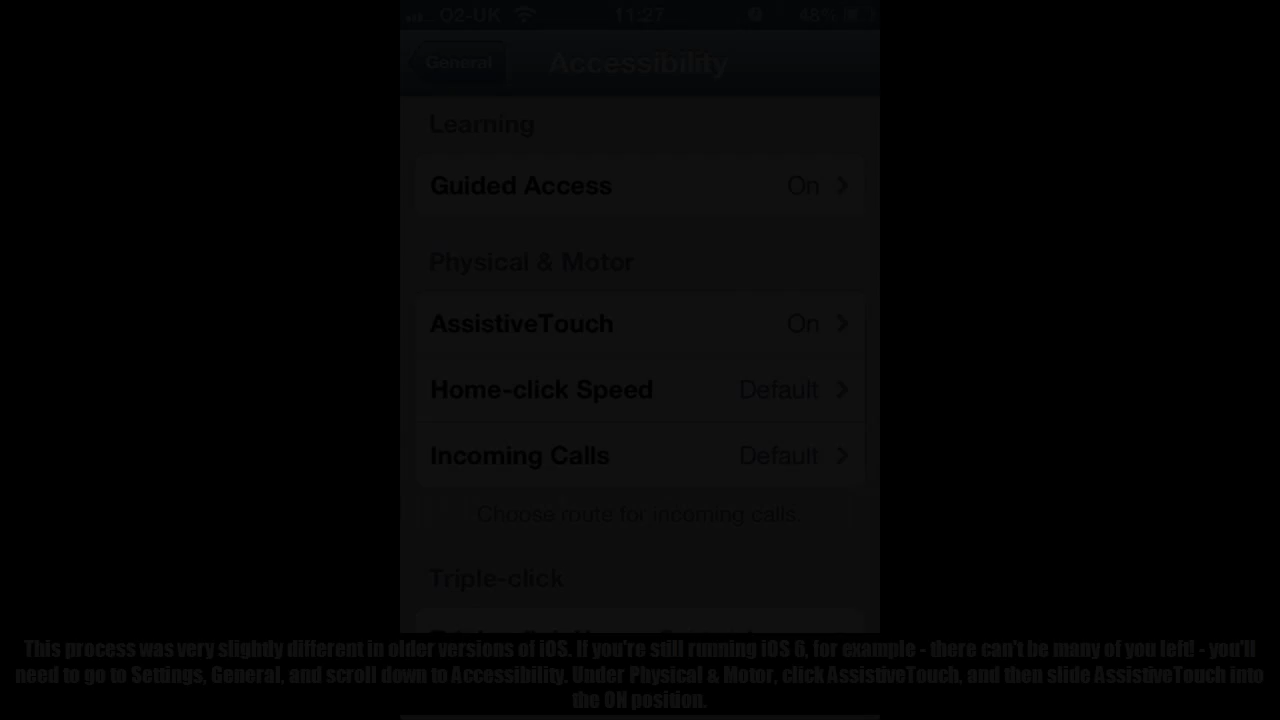 O2-UK 11:27 48%
General Accessibility
Learning
Guided Access On
Physical & Motor
AssistiveTouch On
Home-click Speed Default
Incoming Calls Default
Choose route for incoming calls.
Triple-click
This process was very slightly different in older versions of iOS. If you're still running iOS 6, for example - there can't be many of you left! - you'll
need to go to Settings, General, and scroll down to Accessibility. Under Physical & Motor, click AssistiveTouch, and then slide AssistiveTouch into
the ON position.